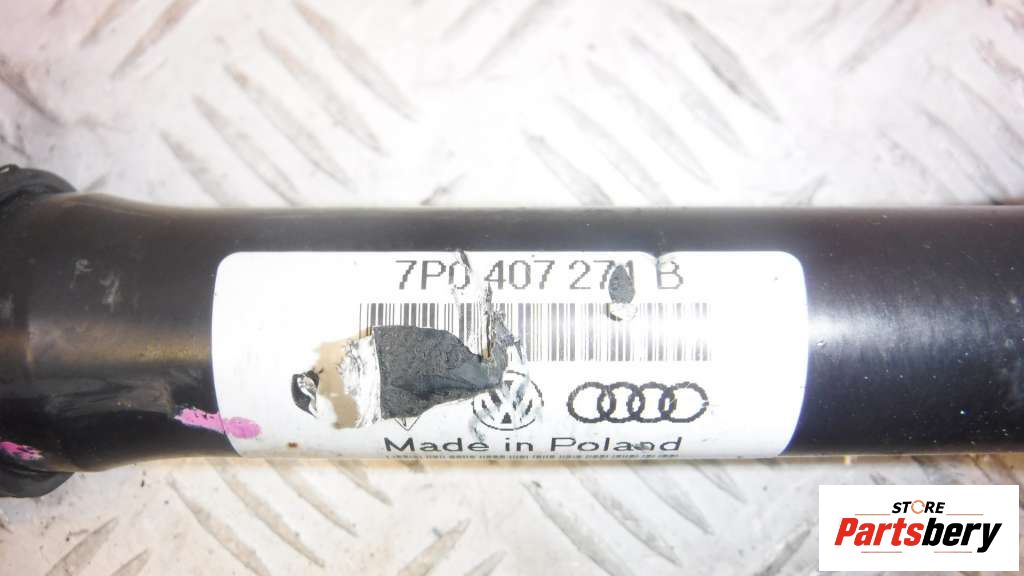 7P0 407 271 B
Made in Poland
STORE
Partsbery